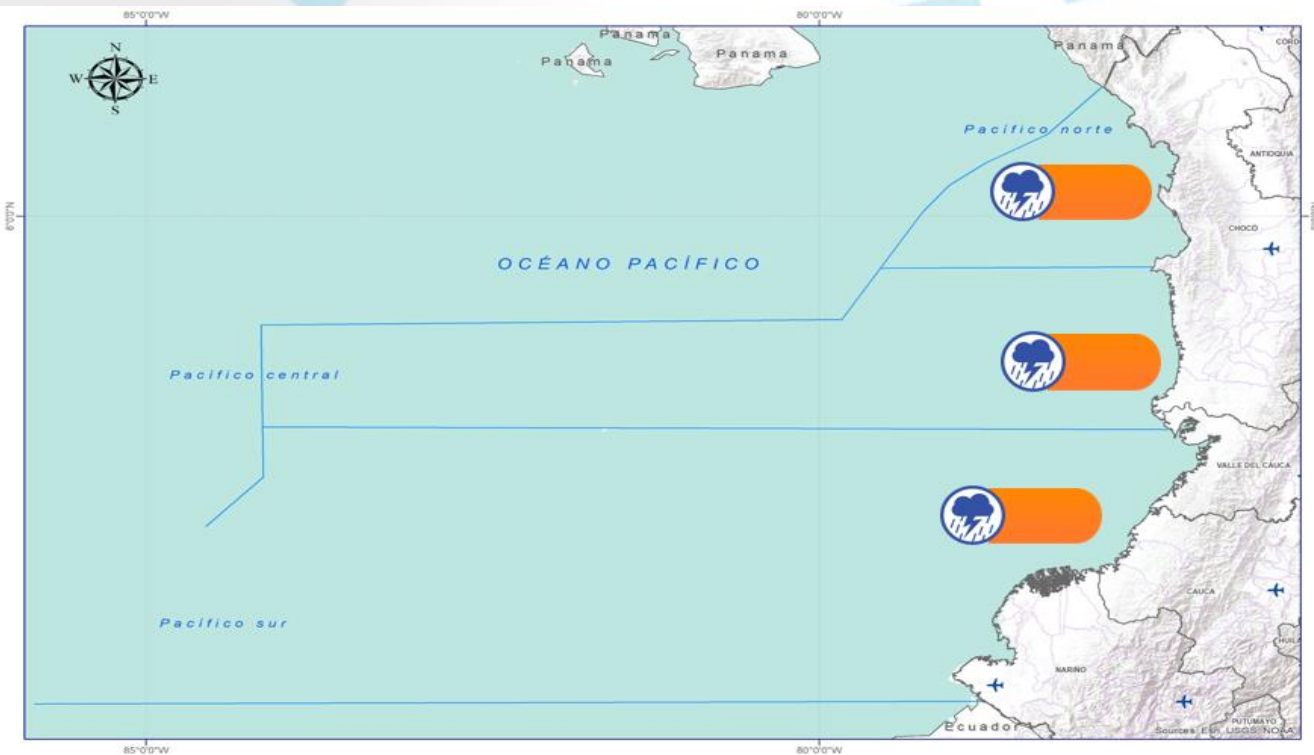 85°0'0"W
80°0'0"W
N
W
E
S
Panama
Panama
Panama
Panama
CORD
Pacífico norte
ANTIOQUIA
6°0'0"N
CHOCÓ
OCÉANO PACÍFICO
Pacífico central
VALLE DEL CAUCA
CAUCA
Pacífico sur
HUILA
NARIÑO
Ecuador
PUTUMAYO
Sources: Esri, USGS, NOAA
85°0'0"W
80°0'0"W